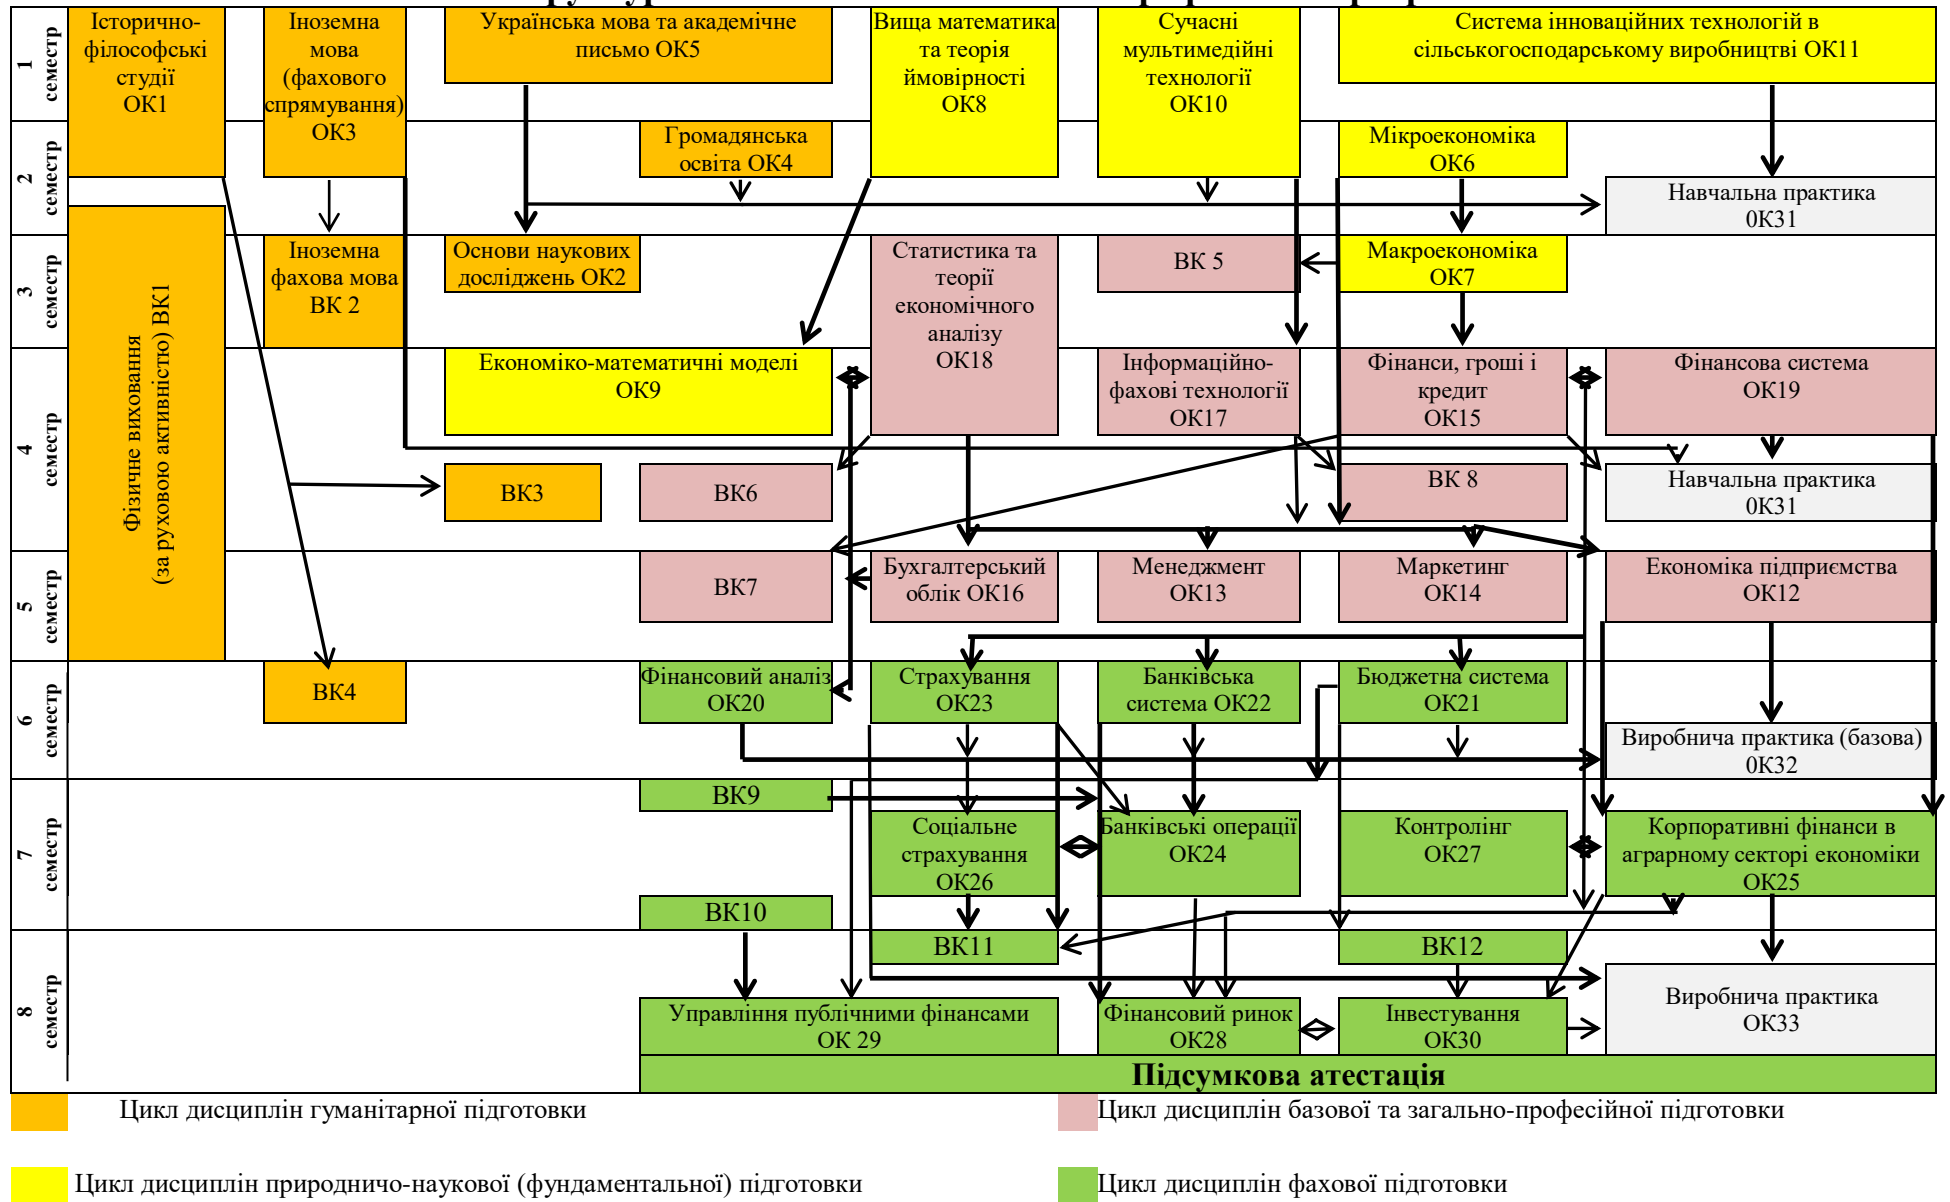 1
семестр
Історично-
філософські
студії
ОК1
Іноземна
мова
(фахового
спрямування)
ОК3
Українська мова та академічне
письмо ОК5
Вища математика
та теорія
ймовірності
ОК8
Сучасні
мультимедійні
технології
ОК10
Система інноваційних технологій в
сільськогосподарському виробництві ОК11
2
семестр
Громадянська
освіта ОК4
Мікроекономіка
ОК6
Навчальна практика
0К31
Фізичне виховання
(за руховою активністю) ВК1
3
семестр
Іноземна
фахова мова
ВК 2
Основи наукових
досліджень ОК2
Статистика та
теорії
економічного
аналізу
ОК18
ВК 5
Макроекономіка
ОК7
4
семестр
Економіко-математичні моделі
ОК9
Інформаційно-
фахові технології
ОК17
Фінанси, гроші і
кредит
ОК15
Фінансова система
ОК19
ВК3
ВК6
ВК 8
Навчальна практика
0К31
5
семестр
ВК7
Бухгалтерський
облік ОК16
Менеджмент
ОК13
Маркетинг
ОК14
Економіка підприємства
ОК12
6
семестр
ВК4
Фінансовий аналіз
ОК20
Страхування
ОК23
Банківська
система ОК22
Бюджетна система
ОК21
Виробнича практика (базова)
0К32
7
семестр
ВК9
Соціальне
страхування
ОК26
Банківські операції
ОК24
Контролінг
ОК27
Корпоративні фінанси в
аграрному секторі економіки
ОК25
ВК10
8
семестр
ВК11
ВК12
Управління публічними фінансами
ОК 29
Фінансовий ринок
ОК28
Інвестування
ОК30
Виробнича практика
ОК33
Підсумкова атестація
Цикл дисциплін гуманітарної підготовки
Цикл дисциплін базової та загально-професійної підготовки
Цикл дисциплін природничо-наукової (фундаментальної) підготовки
Цикл дисциплін фахової підготовки